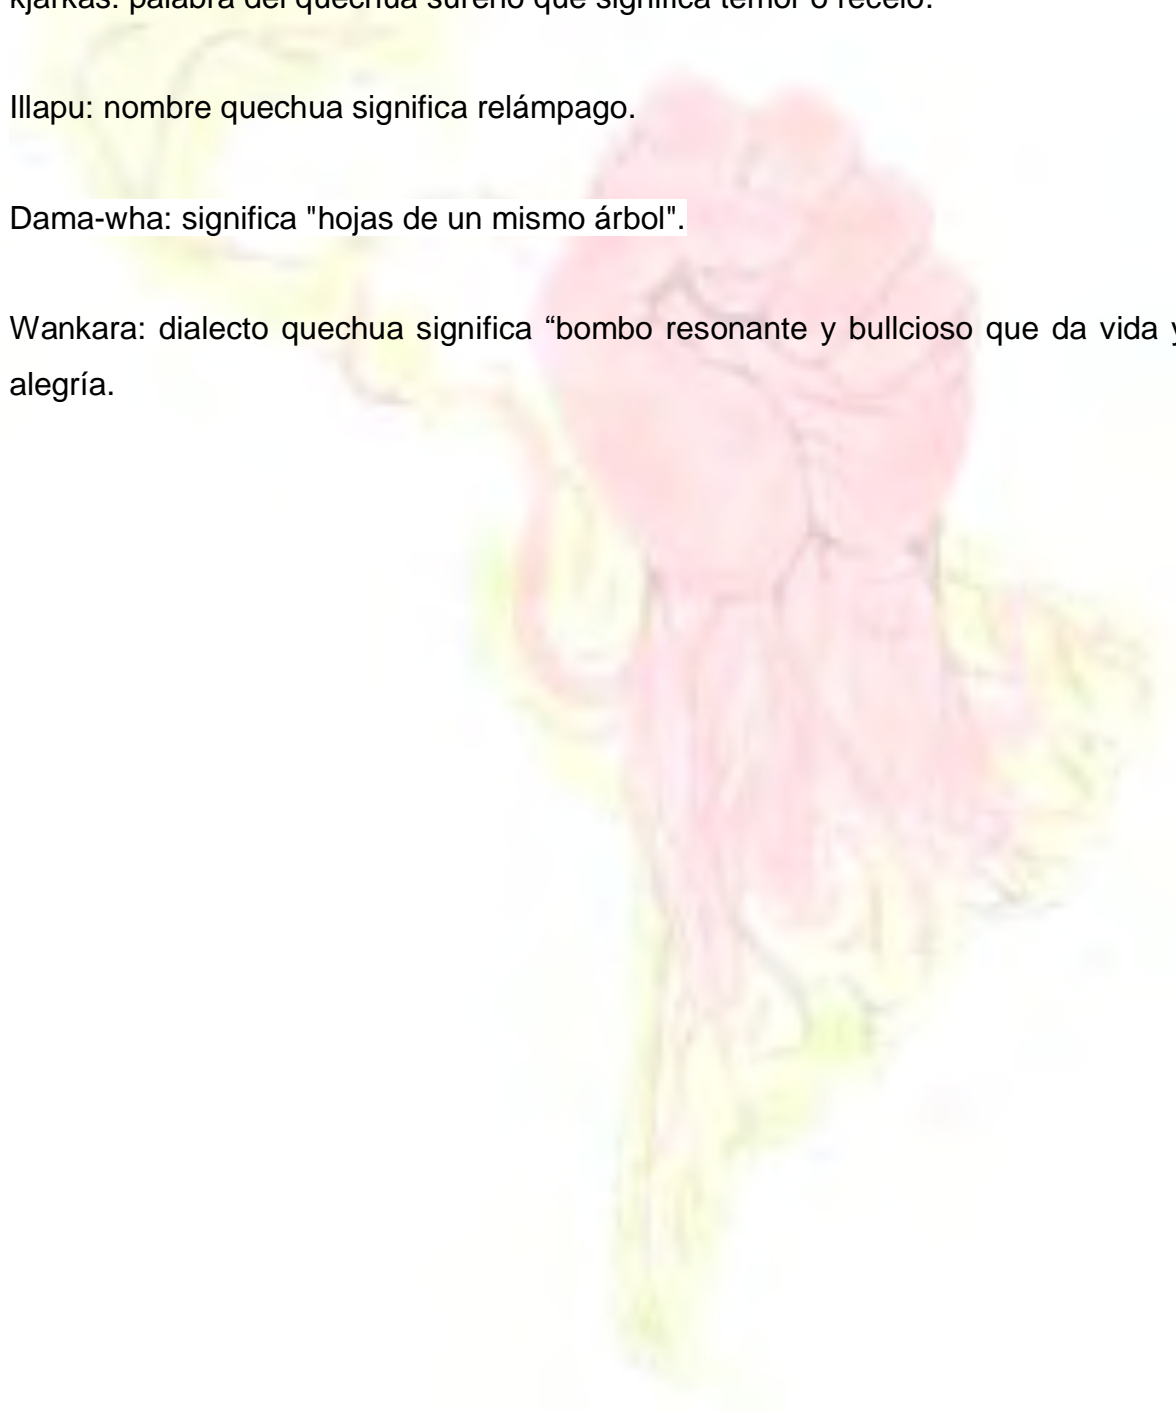 kjarkas: palabra del quechua sureño que significa temor o recelo.
Illapu: nombre quechua significa relámpago.
Dama-wha: significa "hojas de un mismo árbol".
Wankara: dialecto quechua significa “bombo resonante y bullcioso que da vida y
alegría.